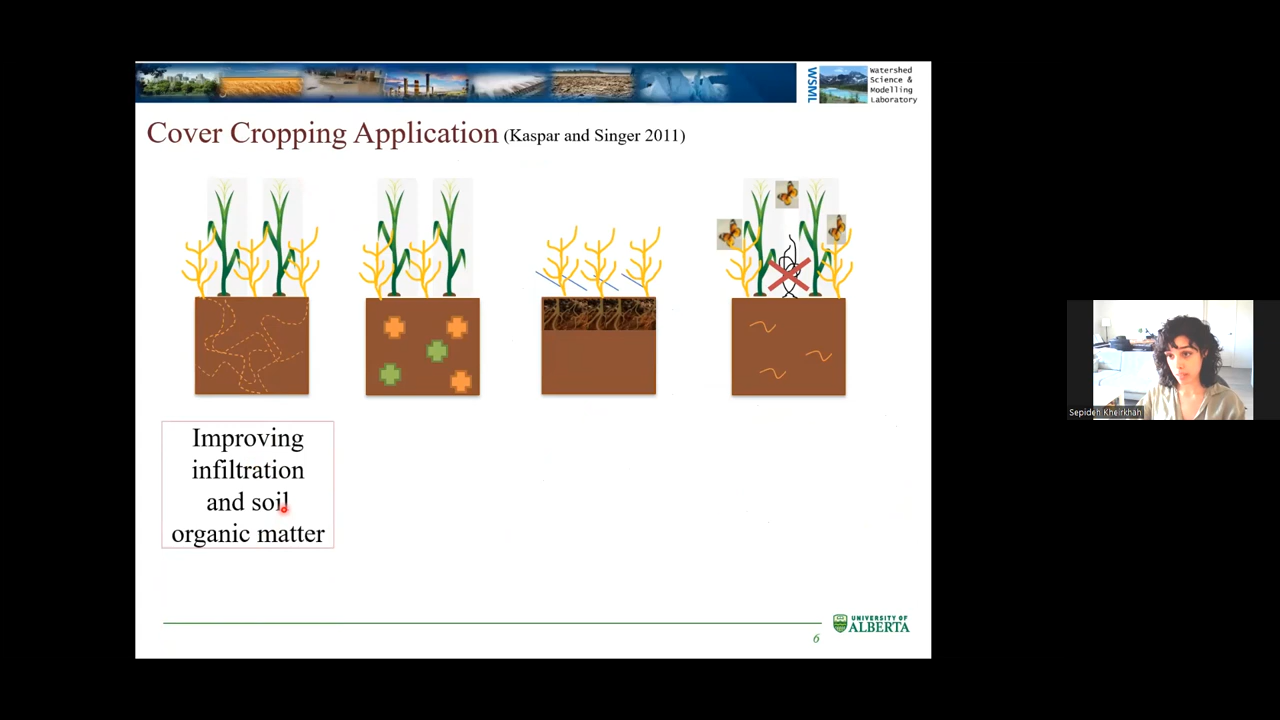 WSML
Watershed
Science &
Modelling
Laboratory
Cover Cropping Application (Kaspar and Singer 2011)
Improving
infiltration
and soil
organic matter
Sepideh Kheirkhah
UNIVERSITY OF
ALBERTA
6